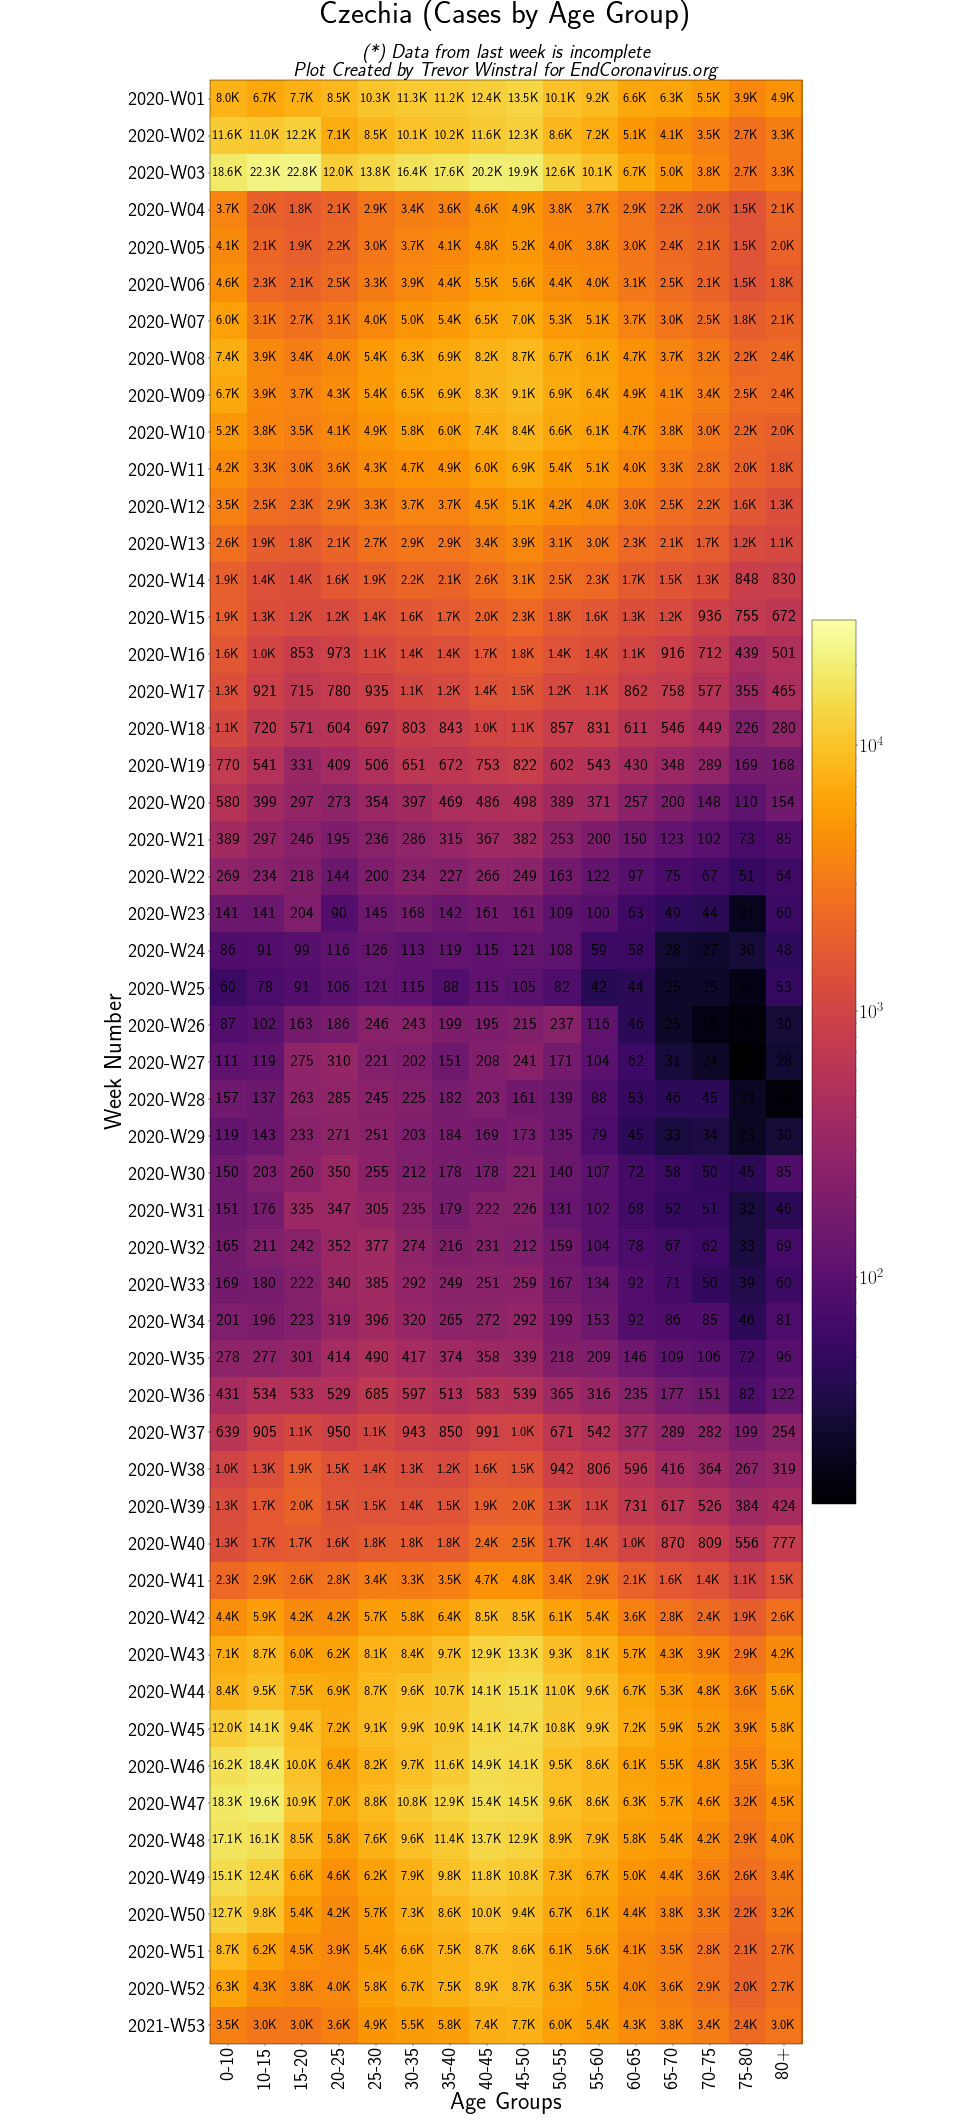 Czechia (Cases by Age Group)
(*) Data from last week is incomplete
Plot Created by Trevor Winstral for EndCoronavirus.org
2020-W01 8.0K 6.7K 7.7K 8.5K 10.3K 11.3K 11.2K 12.4K 13.5K 10.1K 9.2K 6.6K 6.3K 5.5K 3.9K 4.9K
2020-W02 11.6K 11.0K 12.2K 7.1K 8.5K 10.1K 10.2K 11.6K 12.3K 8.6K 7.2K 5.1K 4.1K 3.5K 2.7K 3.3K
2020-W03 18.6K 22.3K 22.8K 12.0K 13.8K 16.4K 17.6K 20.2K 19.9K 12.6K 10.1K 6.7K 5.0K 3.8K 2.7K 3.3K
2020-W04 3.7K 2.0K 1.8K 2.1K 2.9K 3.4K 3.6K 4.6K 4.9K 3.8K 3.7K 2.9K 2.2K 2.0K 1.5K 2.1K
2020-W05 4.1K 2.1K 1.9K 2.2K 3.0K 3.7K 4.1K 4.8K 5.2K 4.0K 3.8K 3.0K 2.4K 2.1K 1.5K 2.0K
2020-W06 4.6K 2.3K 2.1K 2.5K 3.3K 3.9K 4.4K 5.5K 5.6K 4.4K 4.0K 3.1K 2.5K 2.1K 1.5K 1.8K
2020-W07 6.0K 3.1K 2.7K 3.1K 4.0K 5.0K 5.4K 6.5K 7.0K 5.3K 5.1K 3.7K 3.0K 2.5K 1.8K 2.1K
2020-W08 7.4K 3.9K 3.4K 4.0K 5.4K 6.3K 6.9K 8.2K 8.7K 6.7K 6.1K 4.7K 3.7K 3.2K 2.2K 2.4K
2020-W09 6.7K 3.9K 3.7K 4.3K 5.4K 6.5K 6.9K 8.3K 9.1K 6.9K 6.4K 4.9K 4.1K 3.4K 2.5K 2.4K
2020-W10 5.2K 3.8K 3.5K 4.1K 4.9K 5.8K 6.0K 7.4K 8.4K 6.6K 6.1K 4.7K 3.8K 3.0K 2.2K 2.0K
2020-W11 4.2K 3.3K 3.0K 3.6K 4.3K 4.7K 4.9K 6.0K 6.9K 5.4K 5.1K 4.0K 3.3K 2.8K 2.0K 1.8K
2020-W12 3.5K 2.5K 2.3K 2.9K 3.3K 3.7K 3.7K 4.5K 5.1K 4.2K 4.0K 3.0K 2.5K 2.2K 1.6K 1.3K
2020-W13 2.6K 1.9K 1.8K 2.1K 2.7K 2.9K 2.9K 3.4K 3.9K 3.1K 3.0K 2.3K 2.1K 1.7K 1.2K 1.1K
2020-W14 1.9K 1.4K 1.4K 1.6K 1.9K 2.2K 2.1K 2.6K 3.1K 2.5K 2.3K 1.7K 1.5K 1.3K 848 830
2020-W15 1.9K 1.3K 1.2K 1.2K 1.4K 1.6K 1.7K 2.0K 2.3K 1.8K 1.6K 1.3K 1.2K 936 755 672
2020-W16 1.6K 1.0K 853 973 1.1K 1.4K 1.4K 1.7K 1.8K 1.4K 1.4K 1.1K 916 712 439 501
2020-W17 1.3K 921 715 780 935 1.1K 1.2K 1.4K 1.5K 1.2K 1.1K 862 758 577 355 465
2020-W18 1.1K 720 571 604 697 803 843 1.0K 1.1K 857 831 611 546 449 226 280
2020-W19 770 541 331 409 506 651 672 753 822 602 543 430 348 289 169 168
2020-W20 580 399 297 273 354 397 469 486 498 389 371 257 200 148 110 154
2020-W21 389 297 246 195 236 286 315 367 382 253 200 150 123 102 73 85
2020-W22 269 234 218 144 200 234 227 266 249 163 122 97 75 67 51 64
2020-W23 141 141 204 90 145 168 142 161 161 109 100 63 49 44 21 60
2020-W24 86 91 99 116 126 113 119 115 121 108 59 58 28 27 30 48
2020-W25 60 78 91 106 121 115 88 115 105 82 42 44 25 25 53
2020-W26 87 102 163 186 246 243 199 195 215 237 116 46 25 30
2020-W27 111 119 275 310 221 202 151 208 241 171 104 62 31 24 28
2020-W28 157 137 263 285 245 225 182 203 161 139 88 53 46 45 23
2020-W29 119 143 233 271 251 203 184 169 173 135 79 45 33 34 23 30
2020-W30 150 203 260 350 255 212 178 178 221 140 107 72 58 50 45 85
2020-W31 151 176 335 347 305 235 179 222 226 131 102 68 52 51 32 46
2020-W32 165 211 242 352 377 274 216 231 212 159 104 78 67 62 33 69
2020-W33 169 180 222 340 385 292 249 251 259 167 134 92 71 50 39 60
2020-W34 201 196 223 319 396 320 265 272 292 199 153 92 86 85 46 81
2020-W35 278 277 301 414 490 417 374 358 339 218 209 146 109 106 72 96
2020-W36 431 534 533 529 685 597 513 583 539 365 316 235 177 151 82 122
2020-W37 639 905 1.1K 950 1.1K 943 850 991 1.0K 671 542 377 289 282 199 254
2020-W38 1.0K 1.3K 1.9K 1.5K 1.4K 1.3K 1.2K 1.6K 1.5K 942 806 596 416 364 267 319
2020-W39 1.3K 1.7K 2.0K 1.5K 1.5K 1.4K 1.5K 1.9K 2.0K 1.3K 1.1K 731 617 526 384 424
2020-W40 1.3K 1.7K 1.7K 1.6K 1.8K 1.8K 1.8K 2.4K 2.5K 1.7K 1.4K 1.0K 870 809 556 777
2020-W41 2.3K 2.9K 2.6K 2.8K 3.4K 3.3K 3.5K 4.7K 4.8K 3.4K 2.9K 2.1K 1.6K 1.4K 1.1K 1.5K
2020-W42 4.4K 5.9K 4.2K 4.2K 5.7K 5.8K 6.4K 8.5K 8.5K 6.1K 5.4K 3.6K 2.8K 2.4K 1.9K 2.6K
2020-W43 7.1K 8.7K 6.0K 6.2K 8.1K 8.4K 9.7K 12.9K 13.3K 9.3K 8.1K 5.7K 4.3K 3.9K 2.9K 4.2K
2020-W44 8.4K 9.5K 7.5K 6.9K 8.7K 9.6K 10.7K 14.1K 15.1K 11.0K 9.6K 6.7K 5.3K 4.8K 3.6K 5.6K
2020-W45 12.0K 14.1K 9.4K 7.2K 9.1K 9.9K 10.9K 14.1K 14.7K 10.8K 9.9K 7.2K 5.9K 5.2K 3.9K 5.8K
2020-W46 16.2K 18.4K 10.0K 6.4K 8.2K 9.7K 11.6K 14.9K 14.1K 9.5K 8.6K 6.1K 5.5K 4.8K 3.5K 5.3K
2020-W47 18.3K 19.6K 10.9K 7.0K 8.8K 10.8K 12.9K 15.4K 14.5K 9.6K 8.6K 6.3K 5.7K 4.6K 3.2K 4.5K
2020-W48 17.1K 16.1K 8.5K 5.8K 7.6K 9.6K 11.4K 13.7K 12.9K 8.9K 7.9K 5.8K 5.4K 4.2K 2.9K 4.0K
2020-W49 15.1K 12.4K 6.6K 4.6K 6.2K 7.9K 9.8K 11.8K 10.8K 7.3K 6.7K 5.0K 4.4K 3.6K 2.6K 3.4K
2020-W50 12.7K 9.8K 5.4K 4.2K 5.7K 7.3K 8.6K 10.0K 9.4K 6.7K 6.1K 4.4K 3.8K 3.3K 2.2K 3.2K
2020-W51 8.7K 6.2K 4.5K 3.9K 5.4K 6.6K 7.5K 8.7K 8.6K 6.1K 5.6K 4.1K 3.5K 2.8K 2.1K 2.7K
2020-W52 6.3K 4.3K 3.8K 4.0K 5.8K 6.7K 7.5K 8.9K 8.7K 6.3K 5.5K 4.0K 3.6K 2.9K 2.0K 2.7K
2021-W53 3.5K 3.0K 3.0K 3.6K 4.9K 5.5K 5.8K 7.4K 7.7K 6.0K 5.4K 4.3K 3.8K 3.4K 2.4K 3.0K
0-10 10-15 15-20 20-25 25-30 30-35 35-40 40-45 45-50 50-55 55-60 60-65 65-70 70-75 75-80 80+
Age Groups
Week Number
10⁴
10³
10²